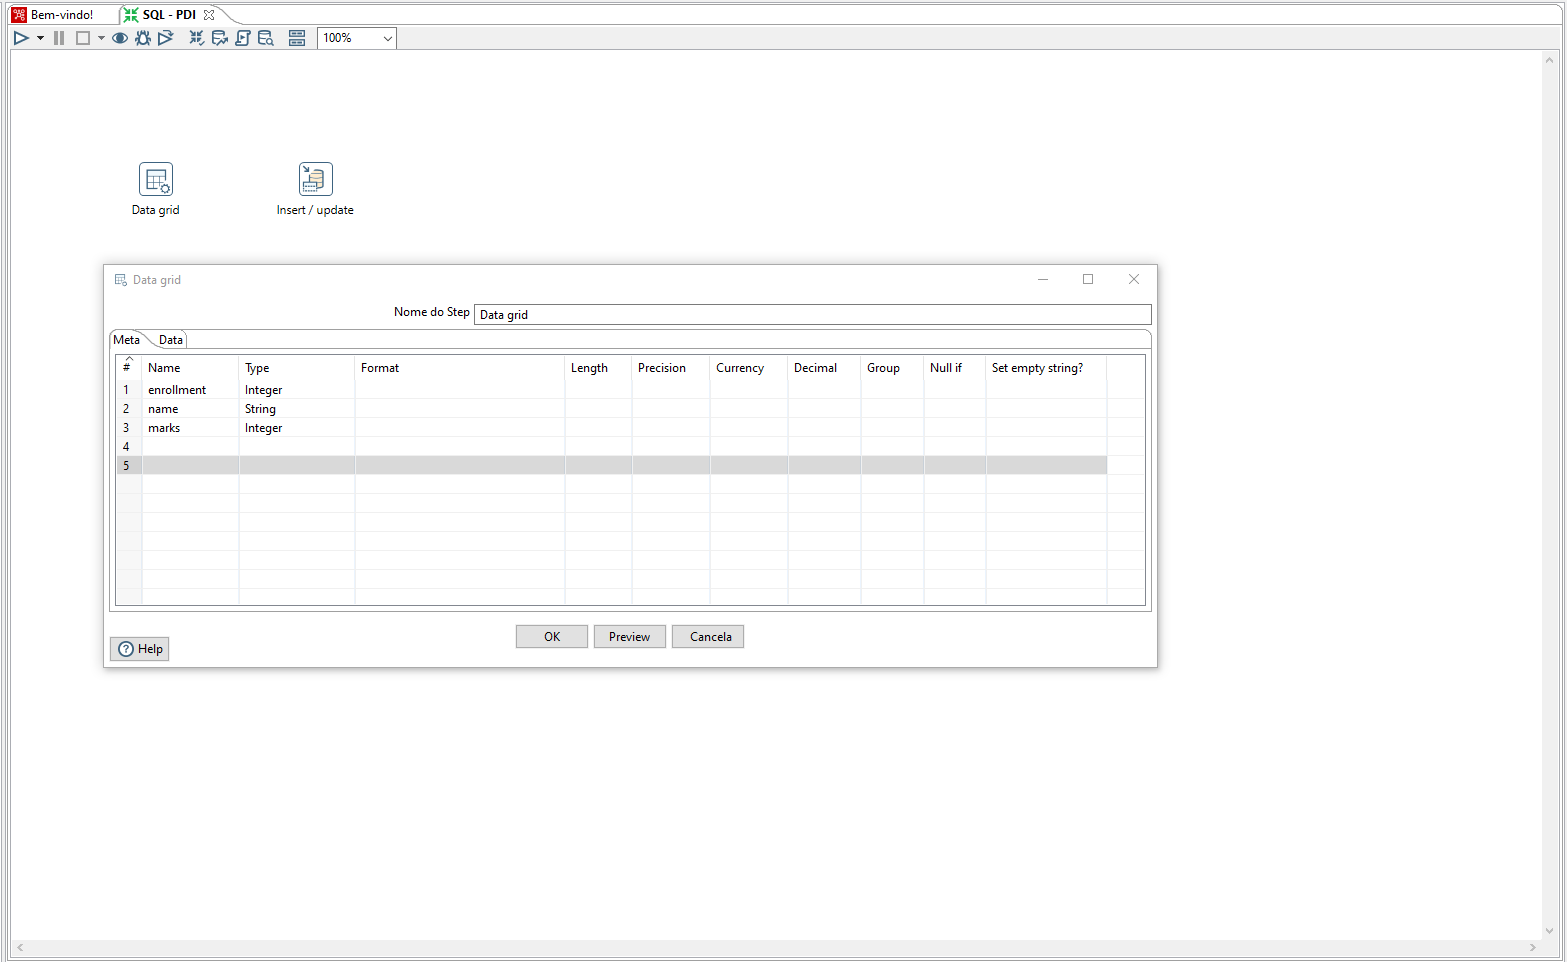 Bem-vindo!
SQL - PDI
100%
Data grid
Insert / update
Data grid
Nome do Step
Data grid
Meta
Data
# Name Type Format Length Precision Currency Decimal Group Null if Set empty string?
1 enrollment Integer
2 name String
3 marks Integer
4
5
OK
Preview
Cancela
? Help